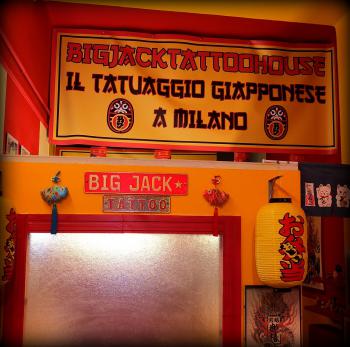 BIGJACKTATTOOHOUSE
IL TATUAGGIO GIAPPONESE
A MILANO
BIG JACK
TATTOO